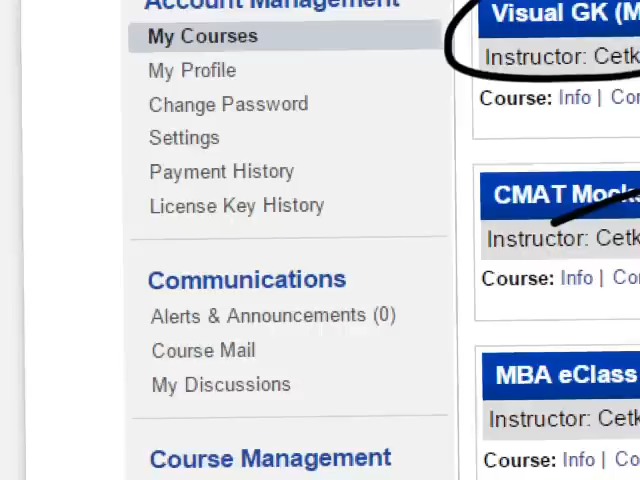 Account Management
My Courses
My Profile
Change Password
Settings
Payment History
License Key History
Communications
Alerts & Announcements (0)
Course Mail
My Discussions
Course Management
Visual GK (M
Instructor: Cetk
Course: Info | Co
CMAT Mock
Instructor: Cetk
Course: Info | Co
MBA eClass
Instructor: Cetk
Course: Info | Co